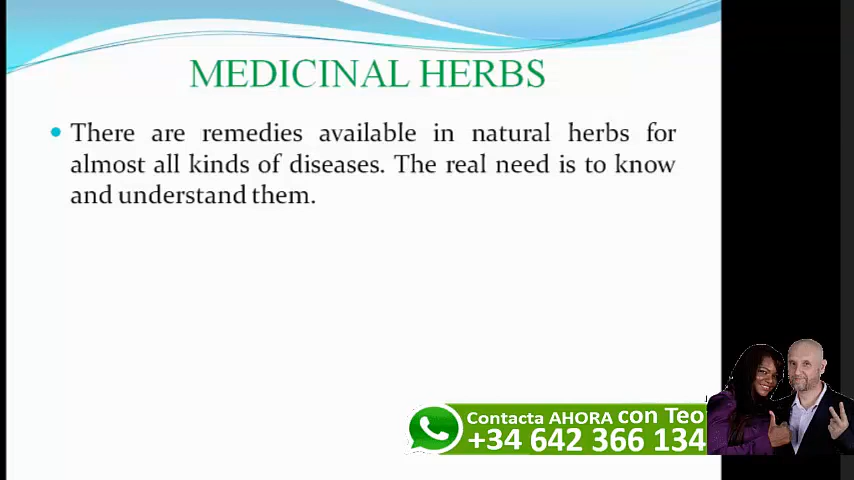 MEDICINAL HERBS
• There are remedies available in natural herbs for
almost all kinds of diseases. The real need is to know
and understand them.
Contacta AHORA con Teo
+34 642 366 134